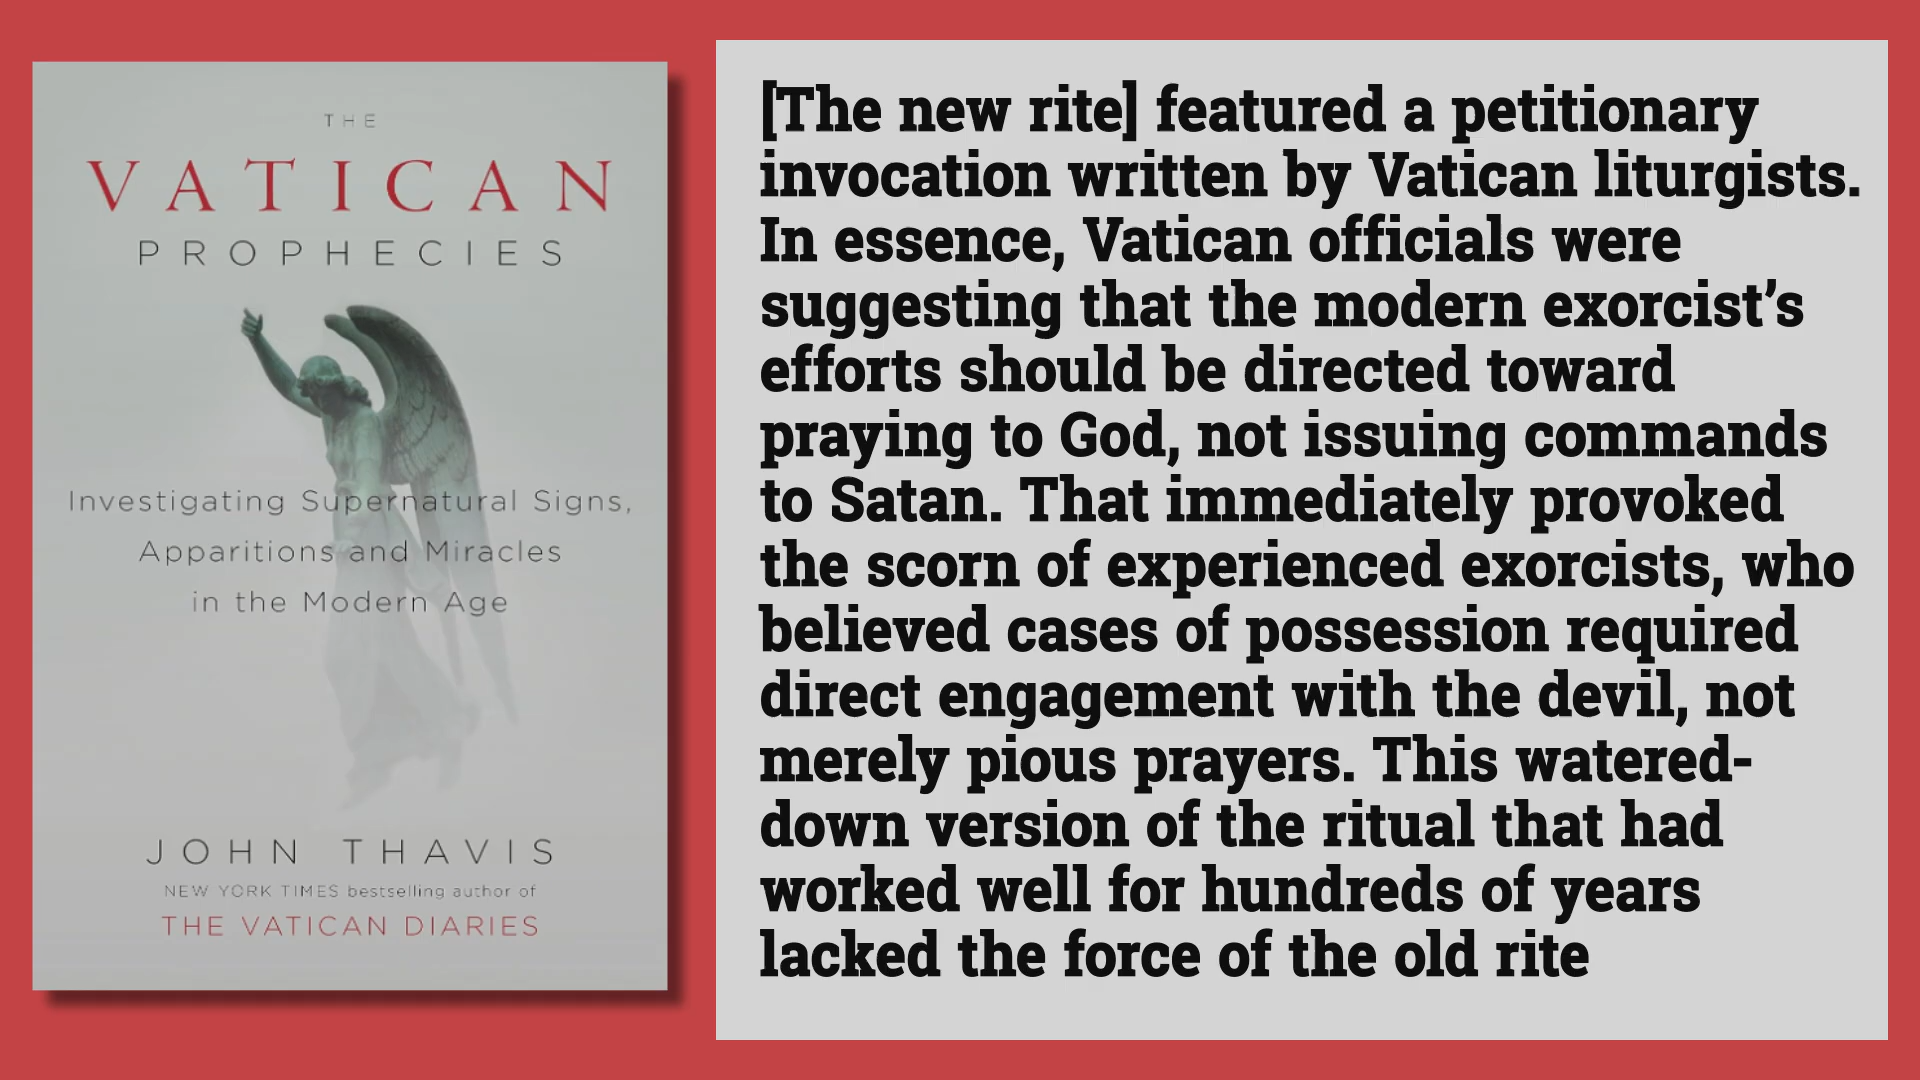 THE
VATICAN
PROPHECIES
Investigating Supernatural Signs,
Apparitions and Miracles
in the Modern Age
JOHN THAVIS
NEW YORK TIMES bestselling author of
THE VATICAN DIARIES
[The new rite] featured a petitionary
invocation written by Vatican liturgists.
In essence, Vatican officials were
suggesting that the modern exorcist’s
efforts should be directed toward
praying to God, not issuing commands
to Satan. That immediately provoked
the scorn of experienced exorcists, who
believed cases of possession required
direct engagement with the devil, not
merely pious prayers. This watered-
down version of the ritual that had
worked well for hundreds of years
lacked the force of the old rite